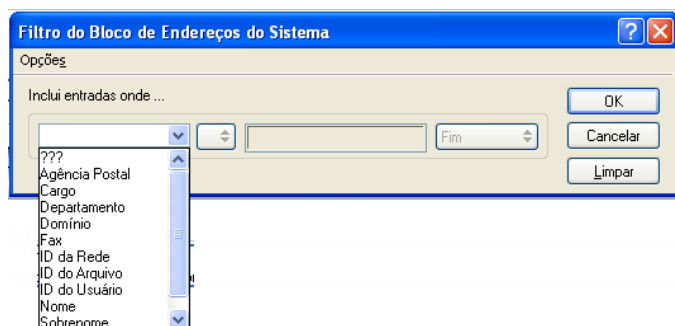 Filtro do Bloco de Endereços do Sistema
Opções
Inclui entradas onde ...
OK
Fim
Cancelar
Limpar
???
Agência Postal
Cargo
Departamento
Domínio
Fax
ID da Rede
ID do Arquivo
ID do Usuário
Nome
Sobrenome